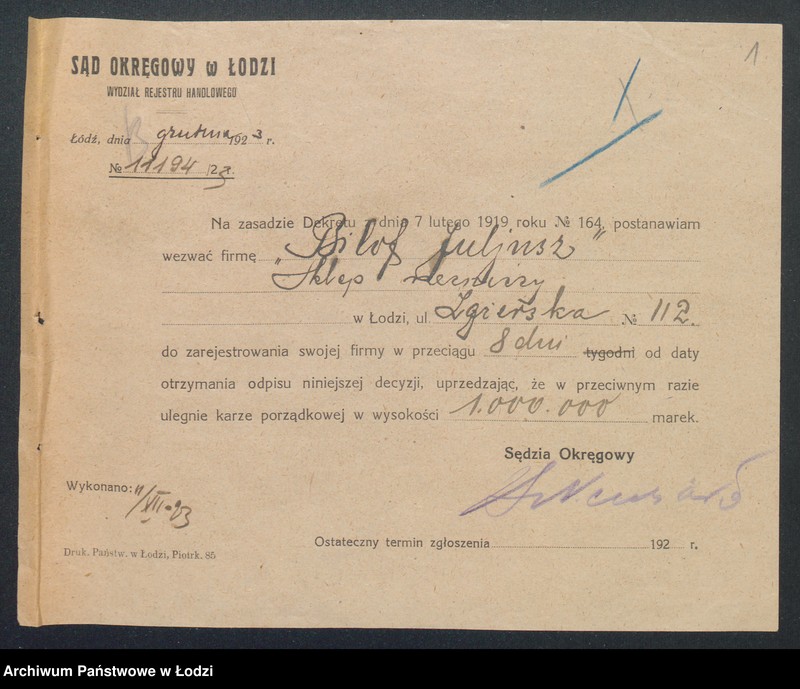 1
SĄD OKRĘGOWY w ŁODZI
WYDZIAŁ REJESTRU HANDLOWEGO
Łódź, dnia grudnia 1923 r.
№ 11194/23.
Na zasadzie Dekretu z dnia 7 lutego 1919 roku № 164, postanawiam
wezwać firmę „Bilof Juljusz"
Sklep rzeźniczy
w Łodzi, ul. Zgierska № 112.
do zarejestrowania swojej firmy w przeciągu 8 dni tygodni od daty
otrzymania odpisu niniejszej decyzji, uprzedzając, że w przeciwnym razie
ulegnie karze porządkowej w wysokości 1.000.000 marek.
Sędzia Okręgowy
Wykonano: 11/XII-23
Ostateczny termin zgłoszenia 192 r.
Druk. Państw. w Łodzi, Piotrk. 85
Archiwum Państwowe w Łodzi